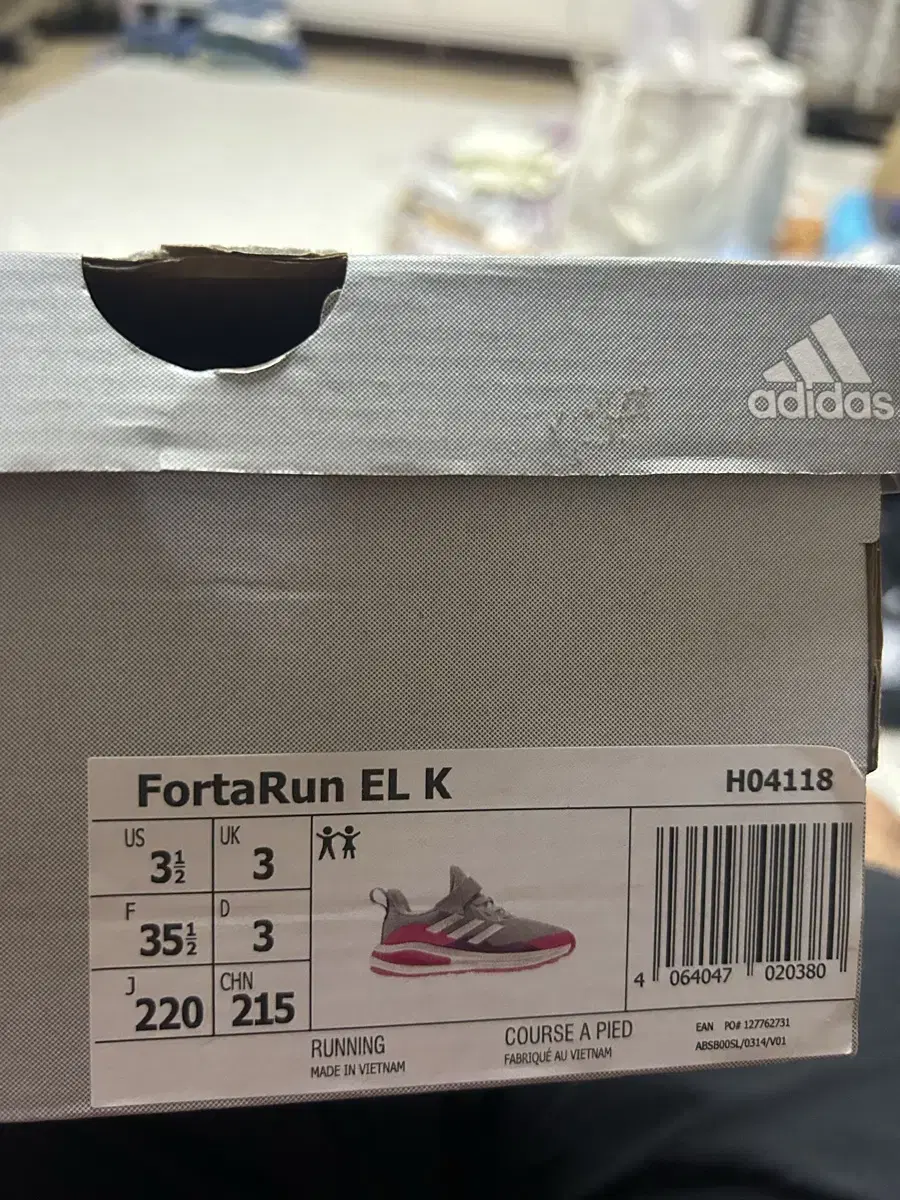 adidas
FortaRun EL K
H04118
US 3½
UK 3
F 35½
D 3
J 220
CHN 215
4 064047 020380
RUNNING
MADE IN VIETNAM
COURSE A PIED
FABRIQUÉ AU VIETNAM
EAN PO# 127762731
ABSB00SL/0314/V01